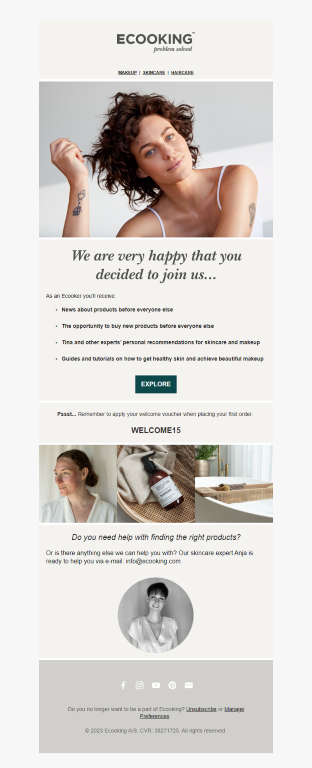 ECOOKING™
problem solved
MAKEUP | SKINCARE | HAIRCARE
We are very happy that you
decided to join us...
As an Ecooker you'll receive:
• News about products before everyone else
• The opportunity to buy new products before everyone else
• Tina and other experts' personal recommendations for skincare and makeup
• Guides and tutorials on how to get healthy skin and achieve beautiful makeup
EXPLORE
Pssst... Remember to apply your welcome voucher when placing your first order:
WELCOME15
Do you need help with finding the right products?
Or is there anything else we can help you with? Our skincare expert Anja is
ready to help you via e-mail: info@ecooking.com
Do you no longer want to be a part of Ecooking? Unsubscribe or Manage
Preferences
© 2023 Ecooking A/S. CVR: 38271725. All rights reserved.